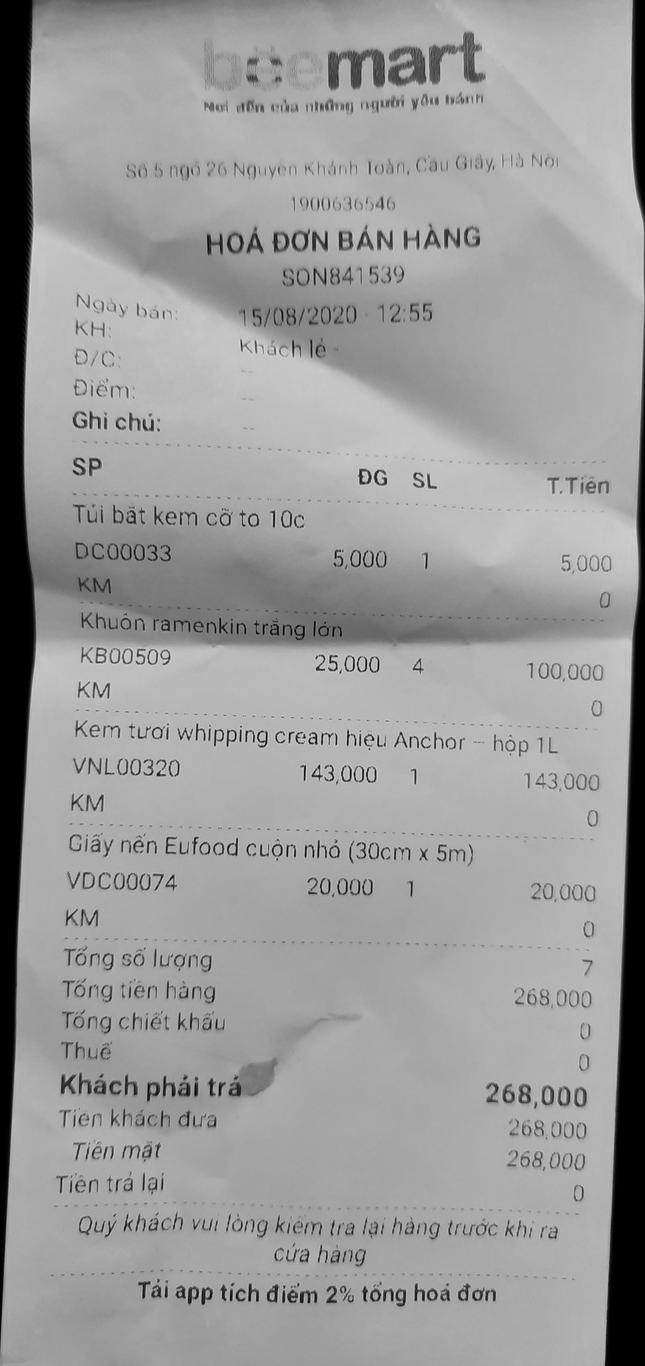 beemart
Nơi đến của những người yêu bánh
Số 5 ngõ 26 Nguyễn Khánh Toàn, Cầu Giấy, Hà Nội
1900636546
HOÁ ĐƠN BÁN HÀNG
SON841539
Ngày bán: 15/08/2020 - 12:55
KH: Khách lẻ -
Đ/C: --
Điểm: --
Ghi chú: --
SP ĐG SL T.Tiền
Túi bắt kem cỡ to 10c
DC00033 5,000 1 5,000
KM 0
Khuôn ramenkin trắng lớn
KB00509 25,000 4 100,000
KM 0
Kem tươi whipping cream hiệu Anchor – hộp 1L
VNL00320 143,000 1 143,000
KM 0
Giấy nến Eufood cuộn nhỏ (30cm x 5m)
VDC00074 20,000 1 20,000
KM 0
Tổng số lượng 7
Tổng tiền hàng 268,000
Tổng chiết khấu 0
Thuế 0
Khách phải trả 268,000
Tiền khách đưa 268,000
Tiền mặt 268,000
Tiền trả lại 0
Quý khách vui lòng kiểm tra lại hàng trước khi ra
cửa hàng
Tải app tích điểm 2% tổng hoá đơn